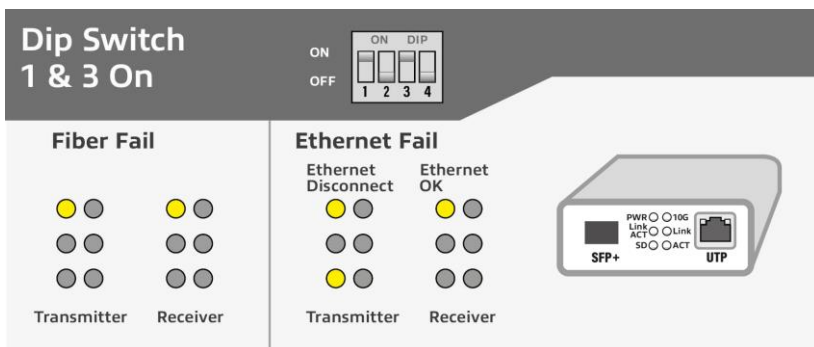 Dip Switch
1 & 3 On
ON
OFF
ON DIP
1 2 3 4
Fiber Fail
Transmitter Receiver
Ethernet Fail
Ethernet Disconnect
Ethernet OK
Transmitter Receiver
PWR 10G
Link ACT Link
SD ACT
SFP+ UTP